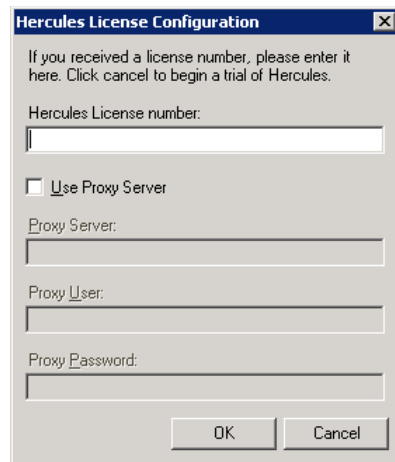 Hercules License Configuration
If you received a license number, please enter it
here. Click cancel to begin a trial of Hercules.
Hercules License number:
Use Proxy Server
Proxy Server:
Proxy User:
Proxy Password:
OK Cancel